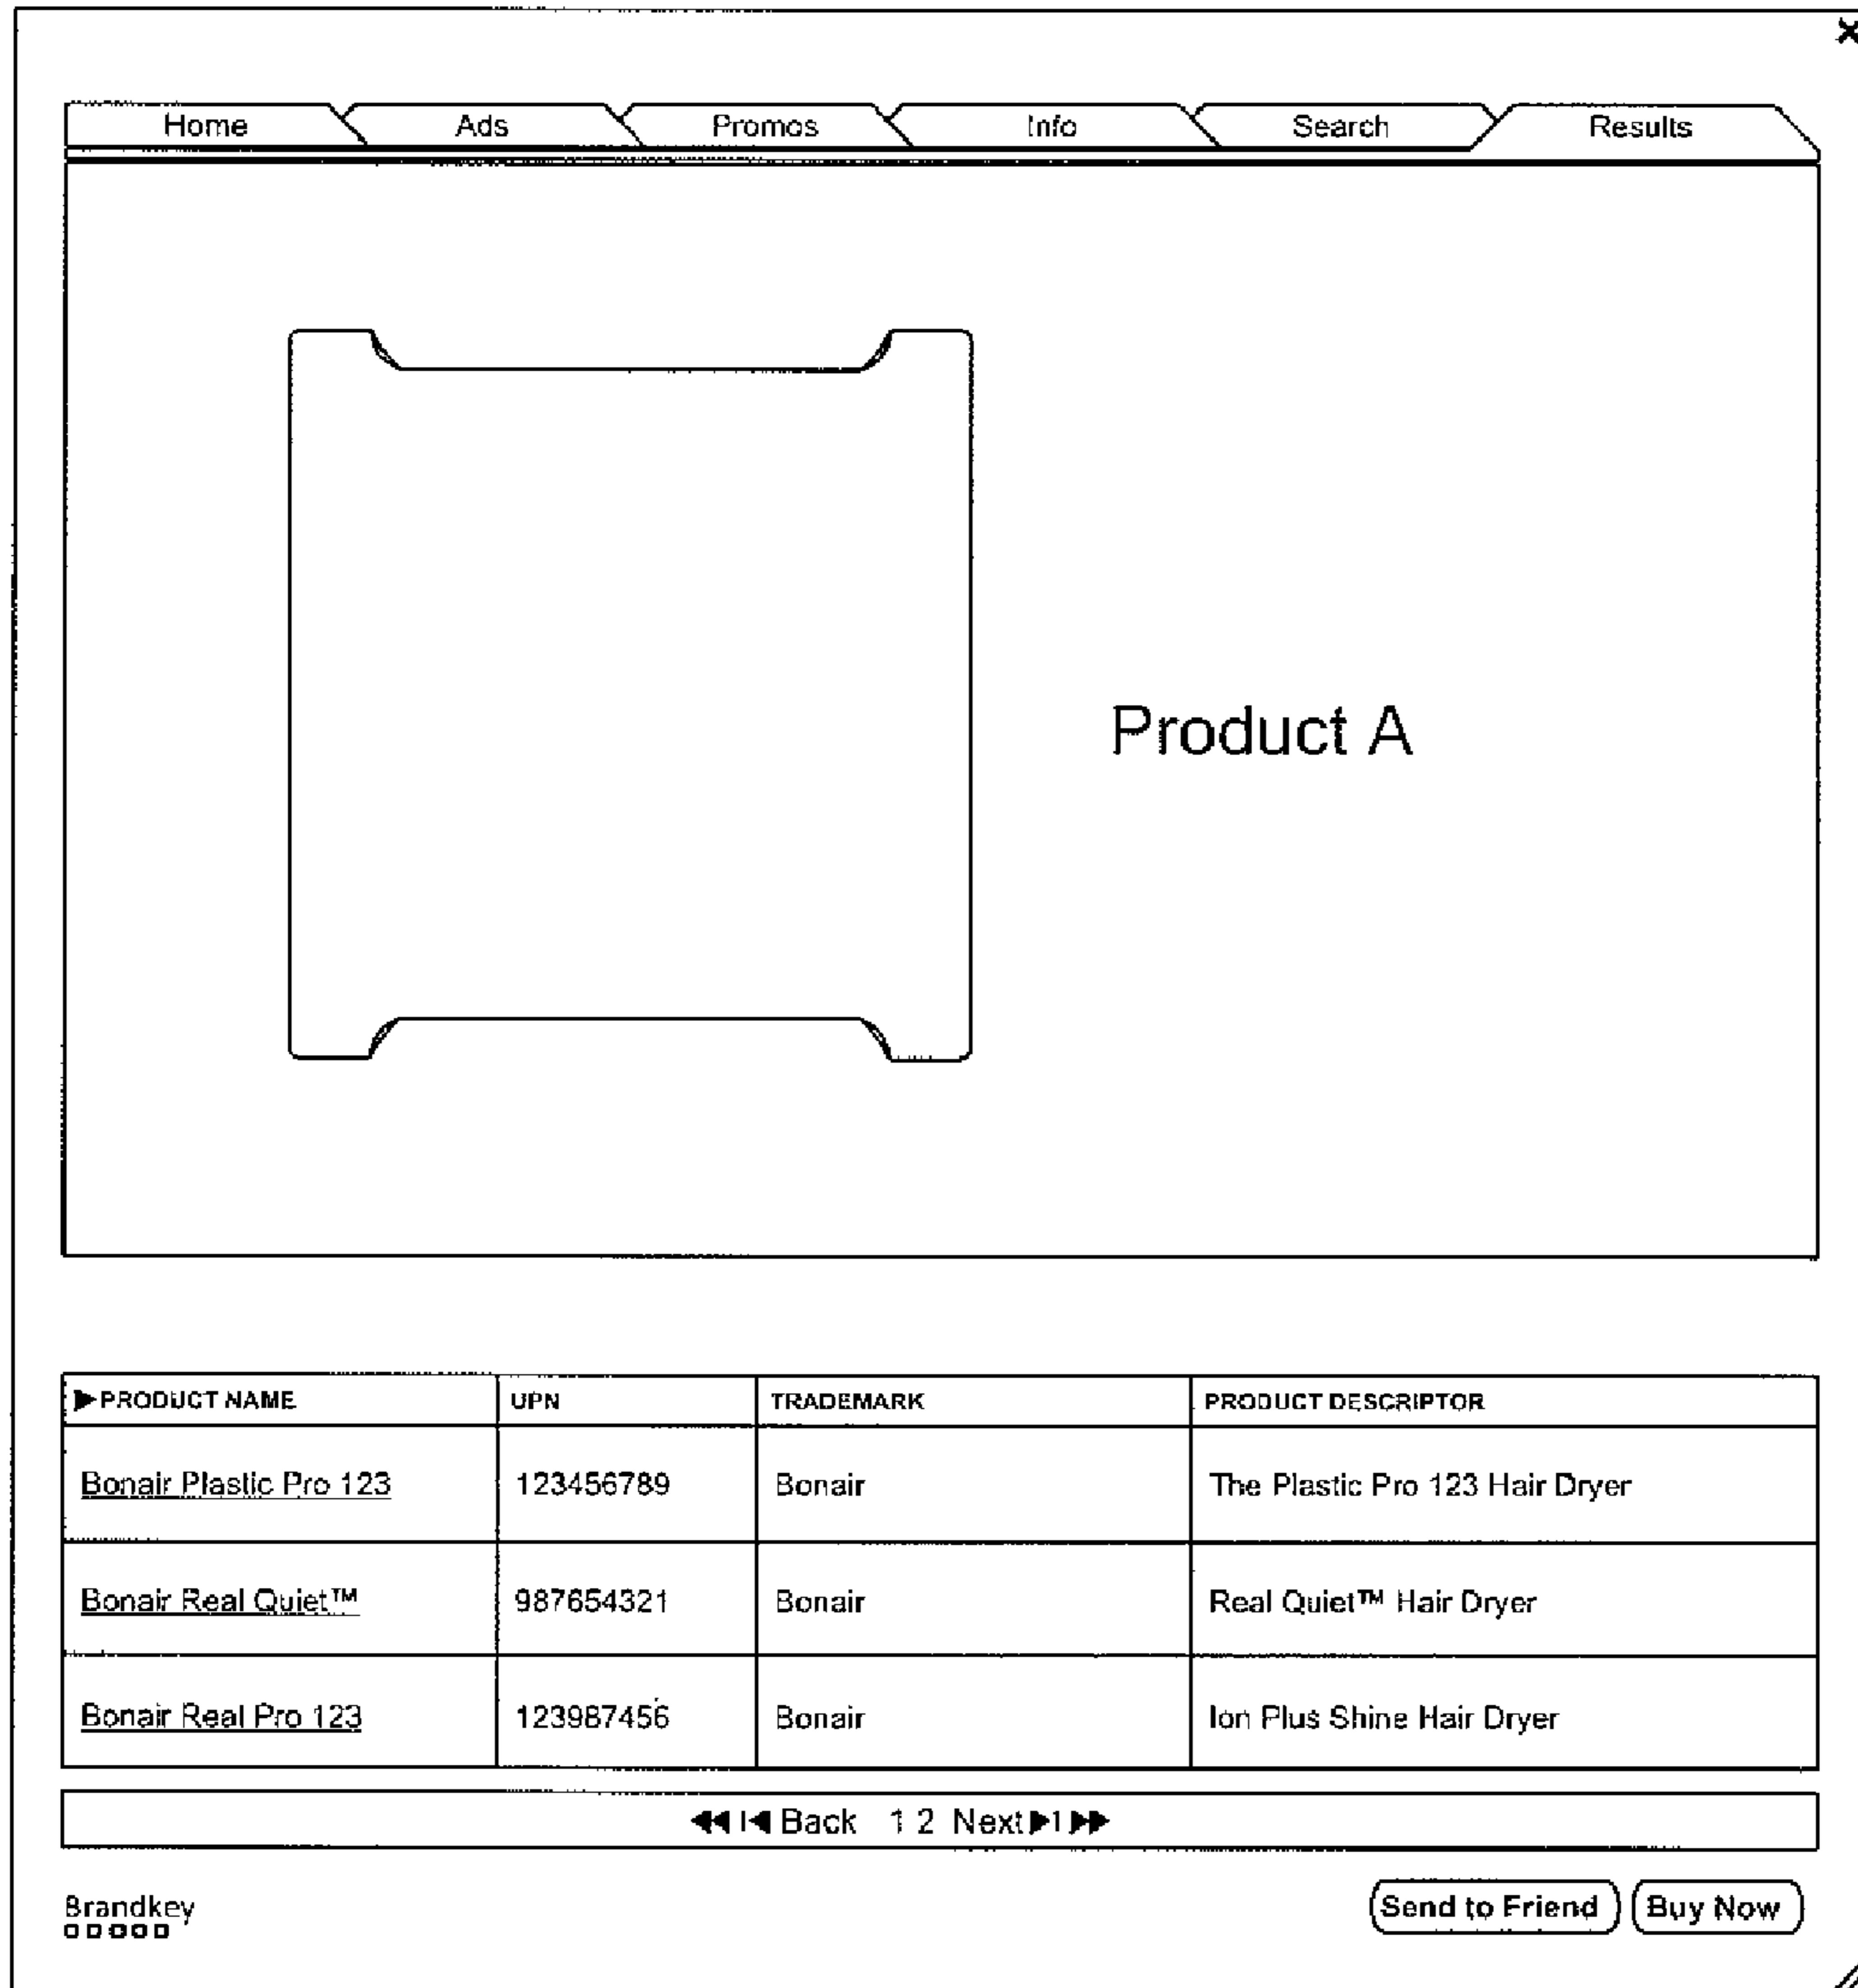 Home Ads Promos Info Search Results
Product A
▶PRODUCT NAME UPN TRADEMARK PRODUCT DESCRIPTOR
Bonair Plastic Pro 123 123456789 Bonair The Plastic Pro 123 Hair Dryer
Bonair Real Quiet™ 987654321 Bonair Real Quiet™ Hair Dryer
Bonair Real Pro 123 123987456 Bonair Ion Plus Shine Hair Dryer
Back 1 2 Next
Brandkey Send to Friend Buy Now